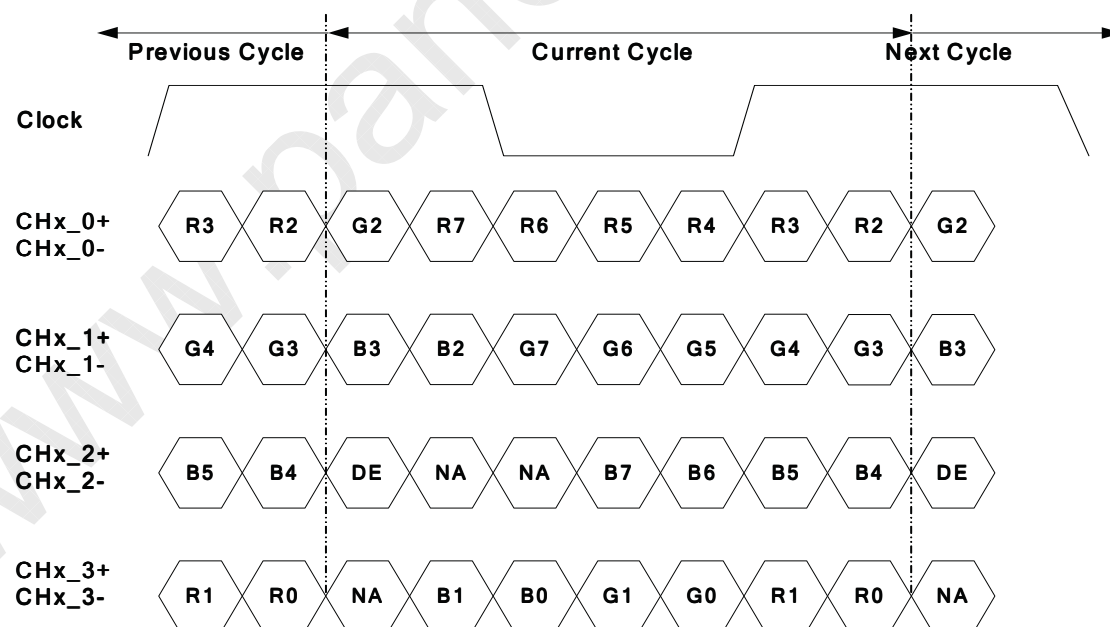 Previous Cycle Current Cycle Next Cycle
Clock
CHx_0+
CHx_0-
R3 R2 G2 R7 R6 R5 R4 R3 R2 G2
CHx_1+
CHx_1-
G4 G3 B3 B2 G7 G6 G5 G4 G3 B3
CHx_2+
CHx_2-
B5 B4 DE NA NA B7 B6 B5 B4 DE
CHx_3+
CHx_3-
R1 R0 NA B1 B0 G1 G0 R1 R0 NA
www.pan